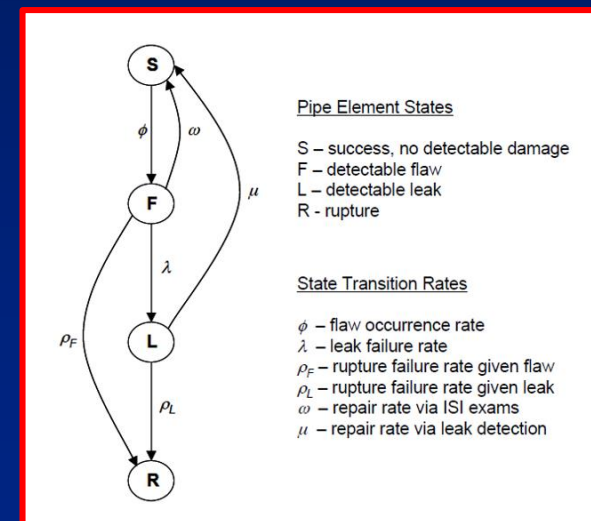 S
ϕ
ω
F
μ
λ
ρF
L
ρL
R
Pipe Element States
S – success, no detectable damage
F – detectable flaw
L – detectable leak
R - rupture
State Transition Rates
ϕ – flaw occurrence rate
λ – leak failure rate
ρF – rupture failure rate given flaw
ρL – rupture failure rate given leak
ω – repair rate via ISI exams
μ – repair rate via leak detection